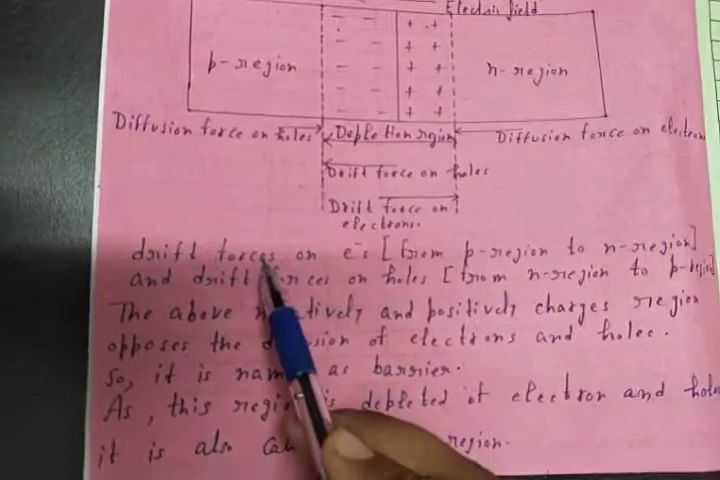 Electric field
p-region
- -
+ +
n-region
- -
+ +
- -
+ +
- -
+ +
- -
+ +
Diffusion force on holes
Depletion region
Diffusion force on electrons
Drift force on holes
Drift force on
electrons.
drift forces on e⁻s [from p-region to n-region]
and drift forces on holes [from n-region to p-region]
The above and positively charges region
opposes the of electrons and holes.
So, it is as barrier.
As, this is depleted of electron and
it is also region.